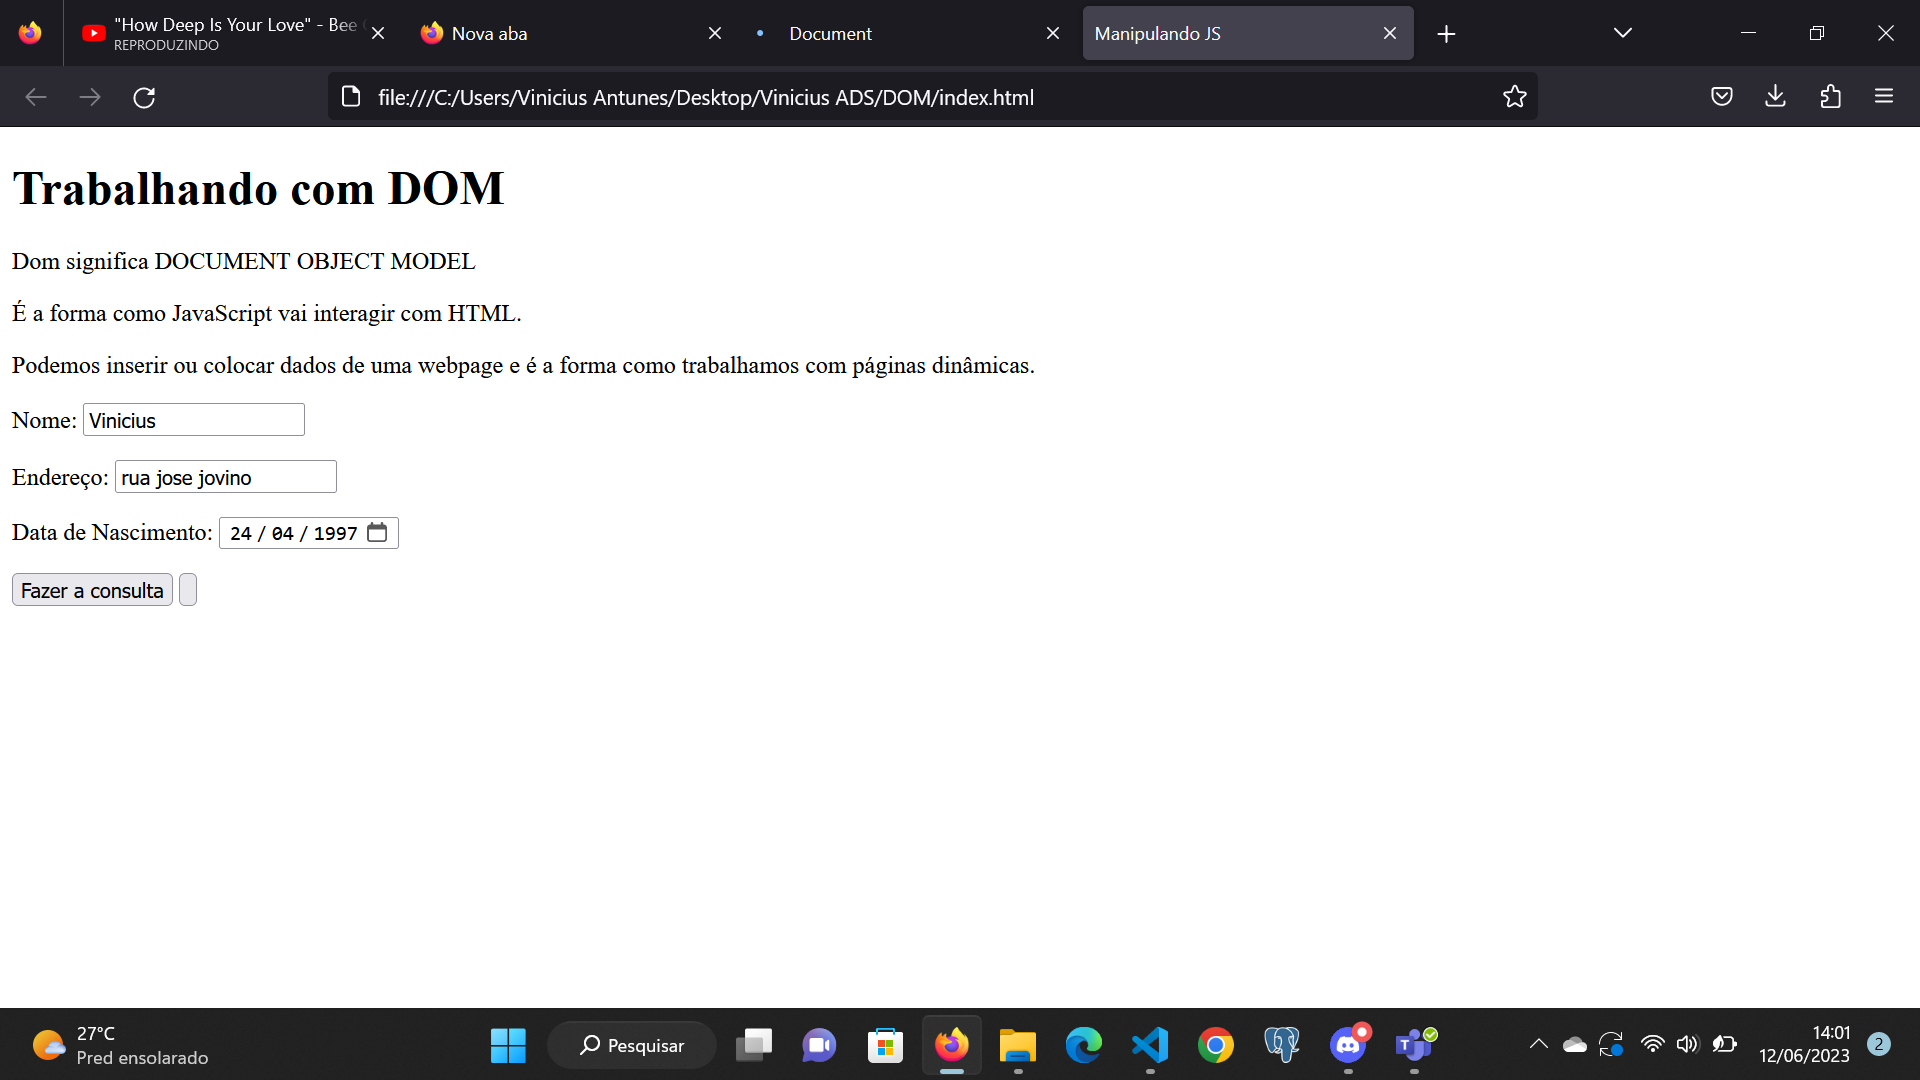 "How Deep Is Your Love" - Bee
REPRODUZINDO
Nova aba
Document
Manipulando JS
file:///C:/Users/Vinicius Antunes/Desktop/Vinicius ADS/DOM/index.html
Trabalhando com DOM
Dom significa DOCUMENT OBJECT MODEL
É a forma como JavaScript vai interagir com HTML.
Podemos inserir ou colocar dados de uma webpage e é a forma como trabalhamos com páginas dinâmicas.
Nome: Vinicius
Endereço: rua jose jovino
Data de Nascimento: 24 / 04 / 1997
Fazer a consulta
27°C
Pred ensolarado
Pesquisar
14:01
12/06/2023
2